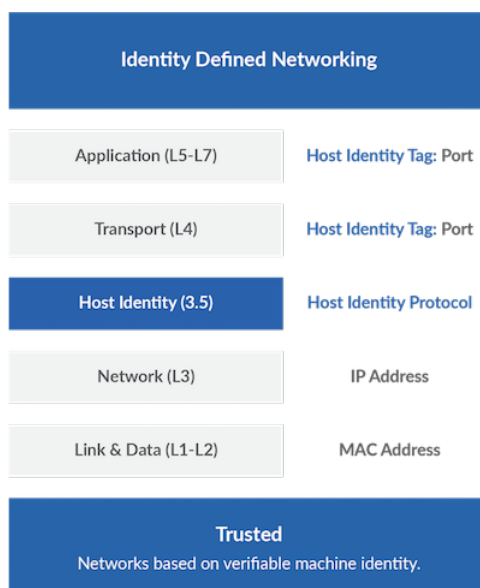 Identity Defined Networking
Application (L5-L7) Host Identity Tag: Port
Transport (L4) Host Identity Tag: Port
Host Identity (3.5) Host Identity Protocol
Network (L3) IP Address
Link & Data (L1-L2) MAC Address
Trusted
Networks based on verifiable machine identity.